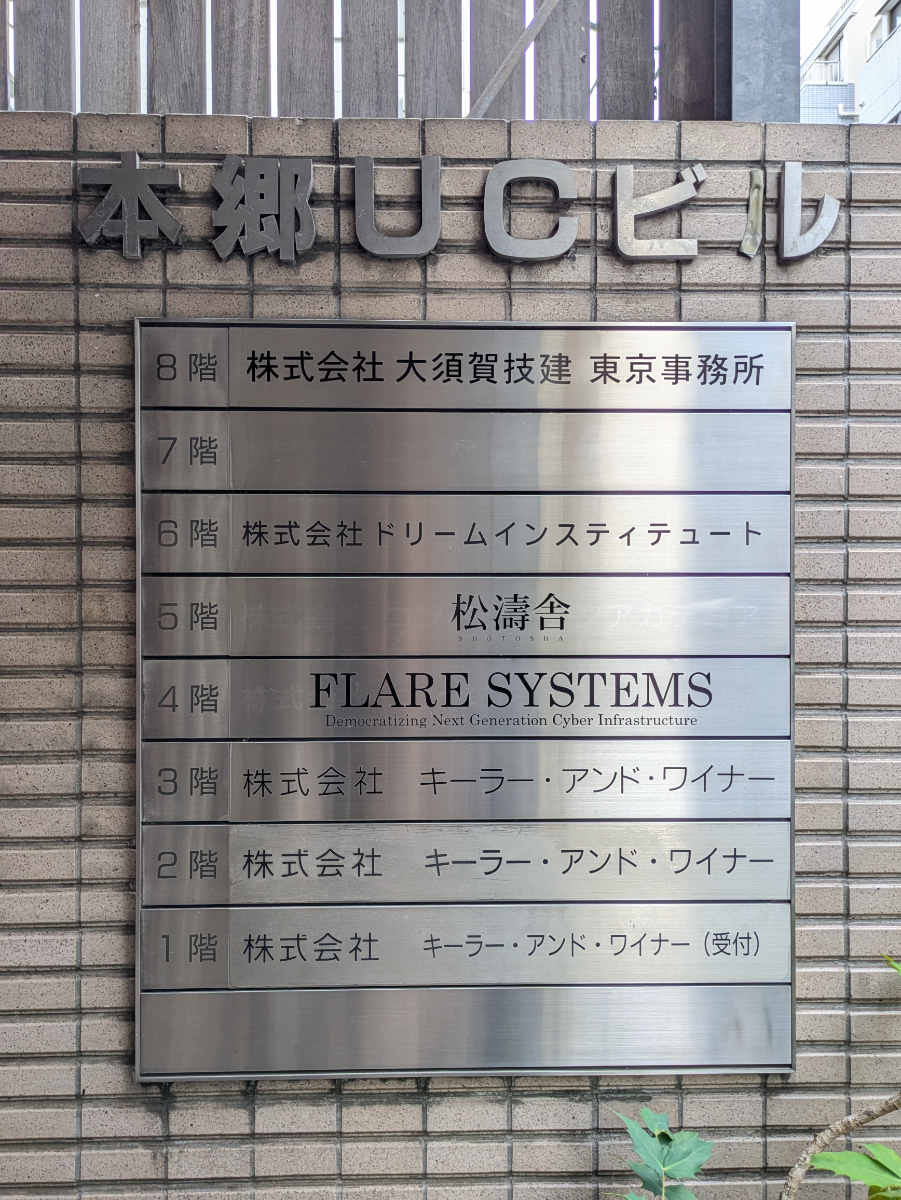 本郷UCビル
8階 株式会社 大須賀技建 東京事務所
7階
6階 株式会社ドリームインスティテュート
5階 松濤舎
SHOTOSHA
4階 FLARE SYSTEMS
Democratizing Next Generation Cyber Infrastructure
3階 株式会社 キーラー・アンド・ワイナー
2階 株式会社 キーラー・アンド・ワイナー
1階 株式会社 キーラー・アンド・ワイナー（受付）